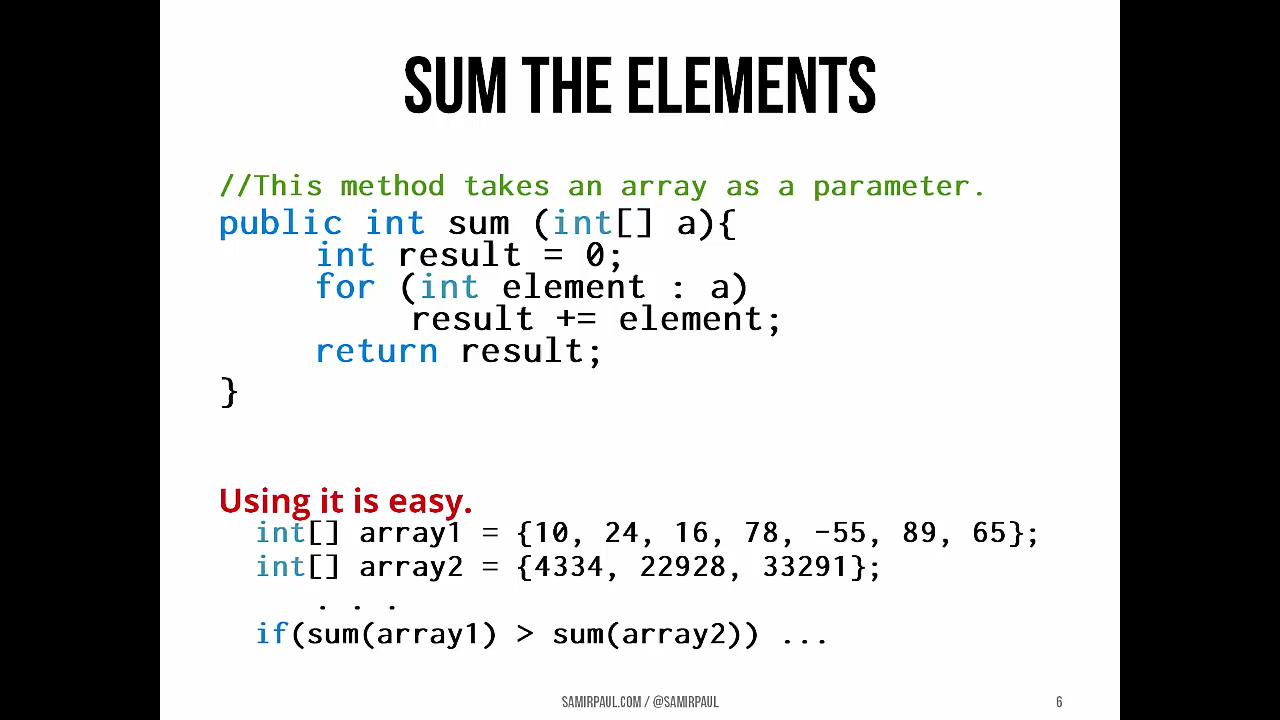 SUM THE ELEMENTS
//This method takes an array as a parameter.
public int sum (int[] a){
int result = 0;
for (int element : a)
result += element;
return result;
}
Using it is easy.
int[] array1 = {10, 24, 16, 78, -55, 89, 65};
int[] array2 = {4334, 22928, 33291};
. . .
if(sum(array1) > sum(array2)) ...
SAMIRPAUL.COM / @SAMIRPAUL
6